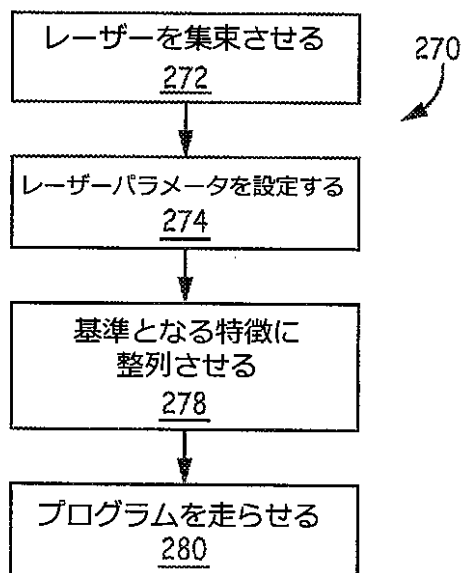 レーザーを集束させる
272
270
レーザーパラメータを設定する
274
基準となる特徴に
整列させる
278
プログラムを走らせる
280